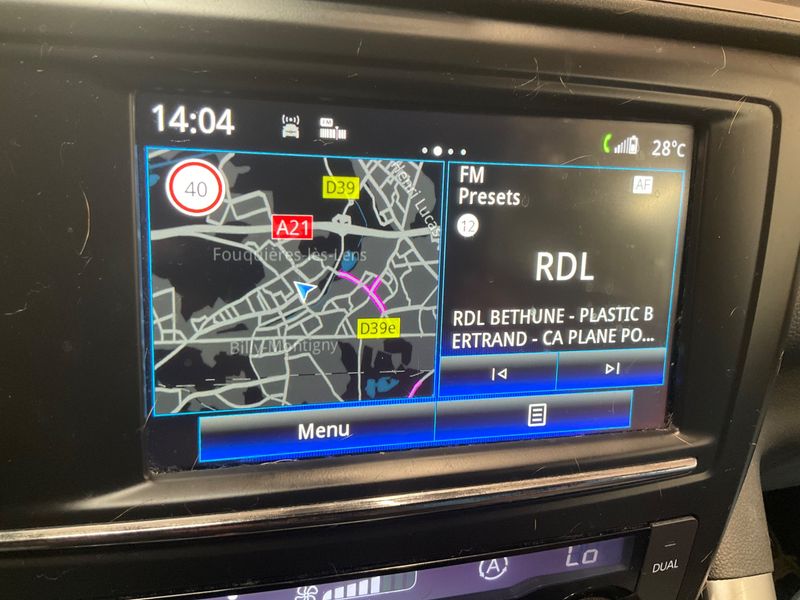 14:04
FM
28°C
40
D39
Henri Lucas
A21
Fouquières-lès-Lens
D39e
Billy-Montigny
FM
Presets
AF
12
RDL
RDL BETHUNE - PLASTIC B
ERTRAND - CA PLANE PO...
Menu
A
Lo
DUAL